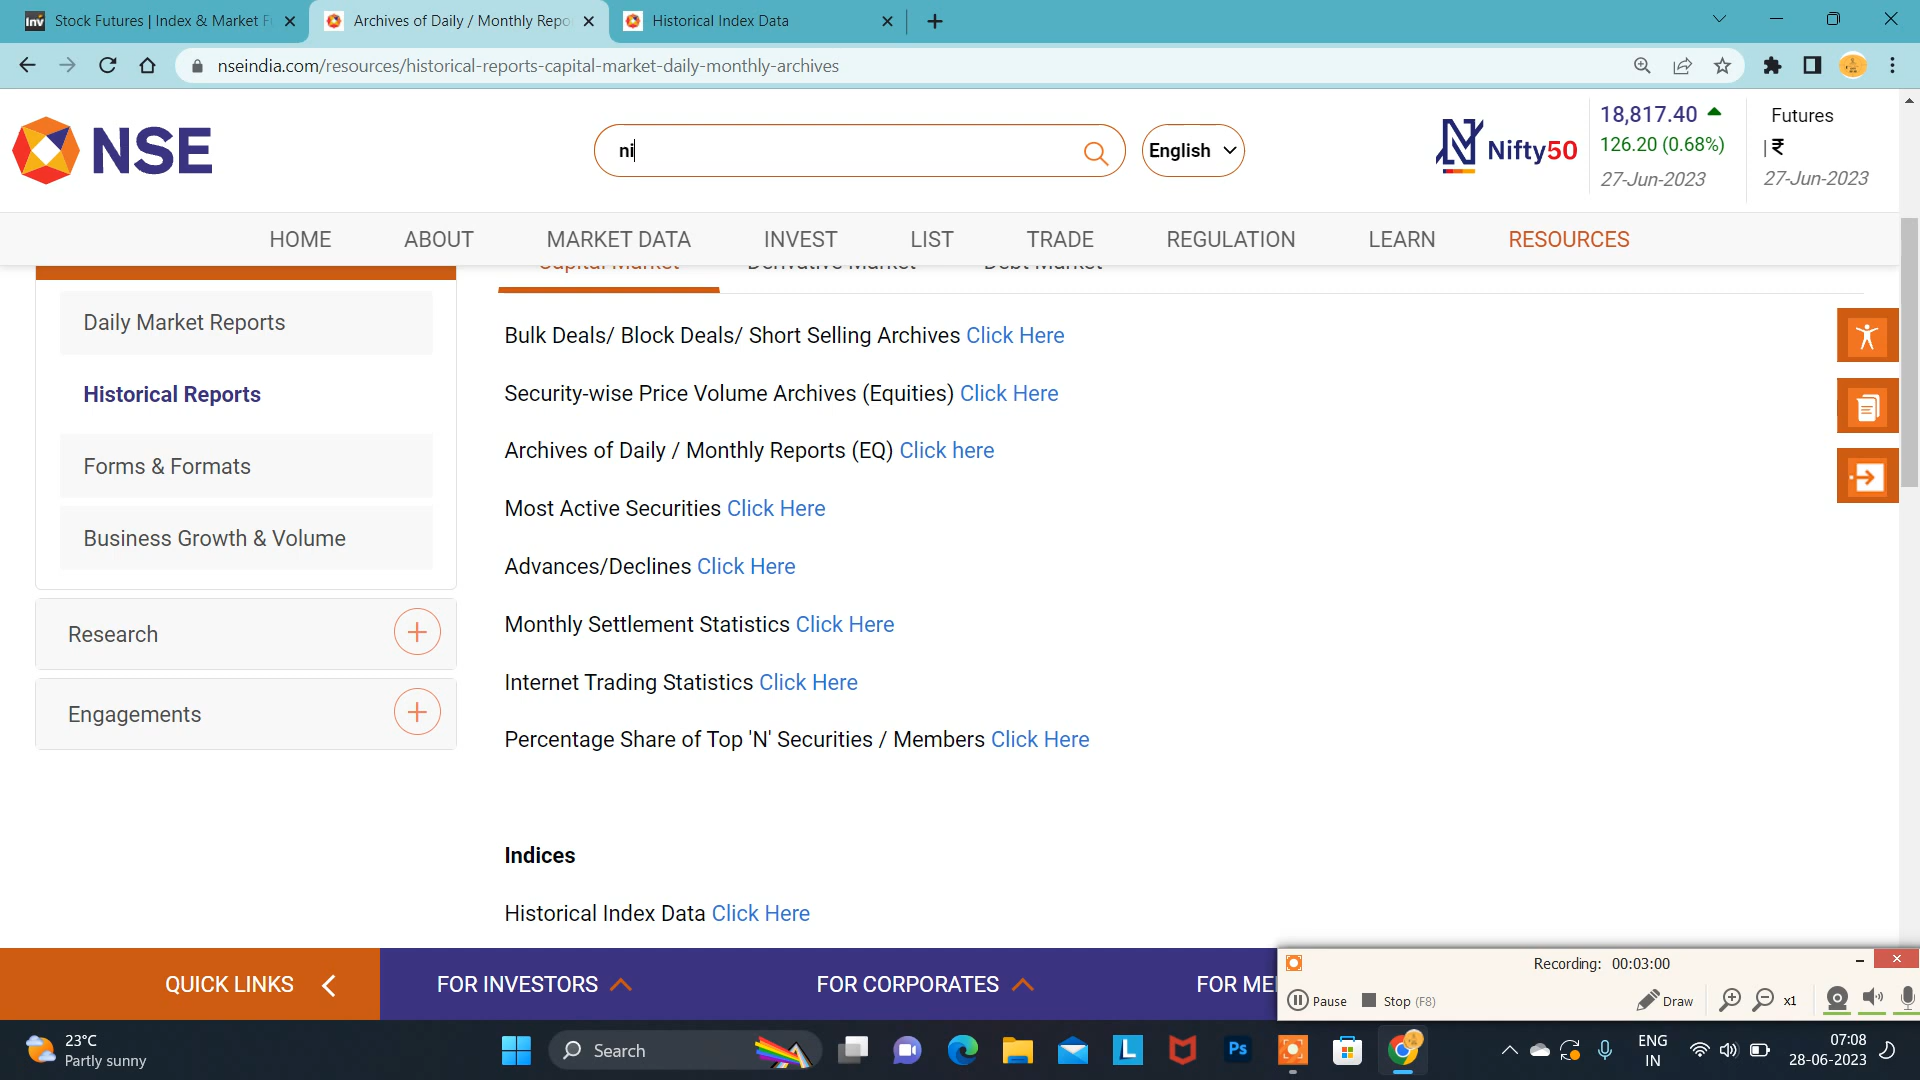 Stock Futures | Index & Market F
Archives of Daily / Monthly Repo
Historical Index Data
nseindia.com/resources/historical-reports-capital-market-daily-monthly-archives
NSE
ni
English
Nifty50
18,817.40
126.20 (0.68%)
27-Jun-2023
Futures
|₹
27-Jun-2023
HOME ABOUT MARKET DATA INVEST LIST TRADE REGULATION LEARN RESOURCES
Capital Market Derivative Market Debt Market
Daily Market Reports
Historical Reports
Forms & Formats
Business Growth & Volume
Research
Engagements
Bulk Deals/ Block Deals/ Short Selling Archives Click Here
Security-wise Price Volume Archives (Equities) Click Here
Archives of Daily / Monthly Reports (EQ) Click here
Most Active Securities Click Here
Advances/Declines Click Here
Monthly Settlement Statistics Click Here
Internet Trading Statistics Click Here
Percentage Share of Top 'N' Securities / Members Click Here
Indices
Historical Index Data Click Here
QUICK LINKS FOR INVESTORS FOR CORPORATES FOR ME
Recording: 00:03:00
Pause Stop (F8) Draw x1
23°C
Partly sunny
Search
L
Ps
ENG
IN
07:08
28-06-2023